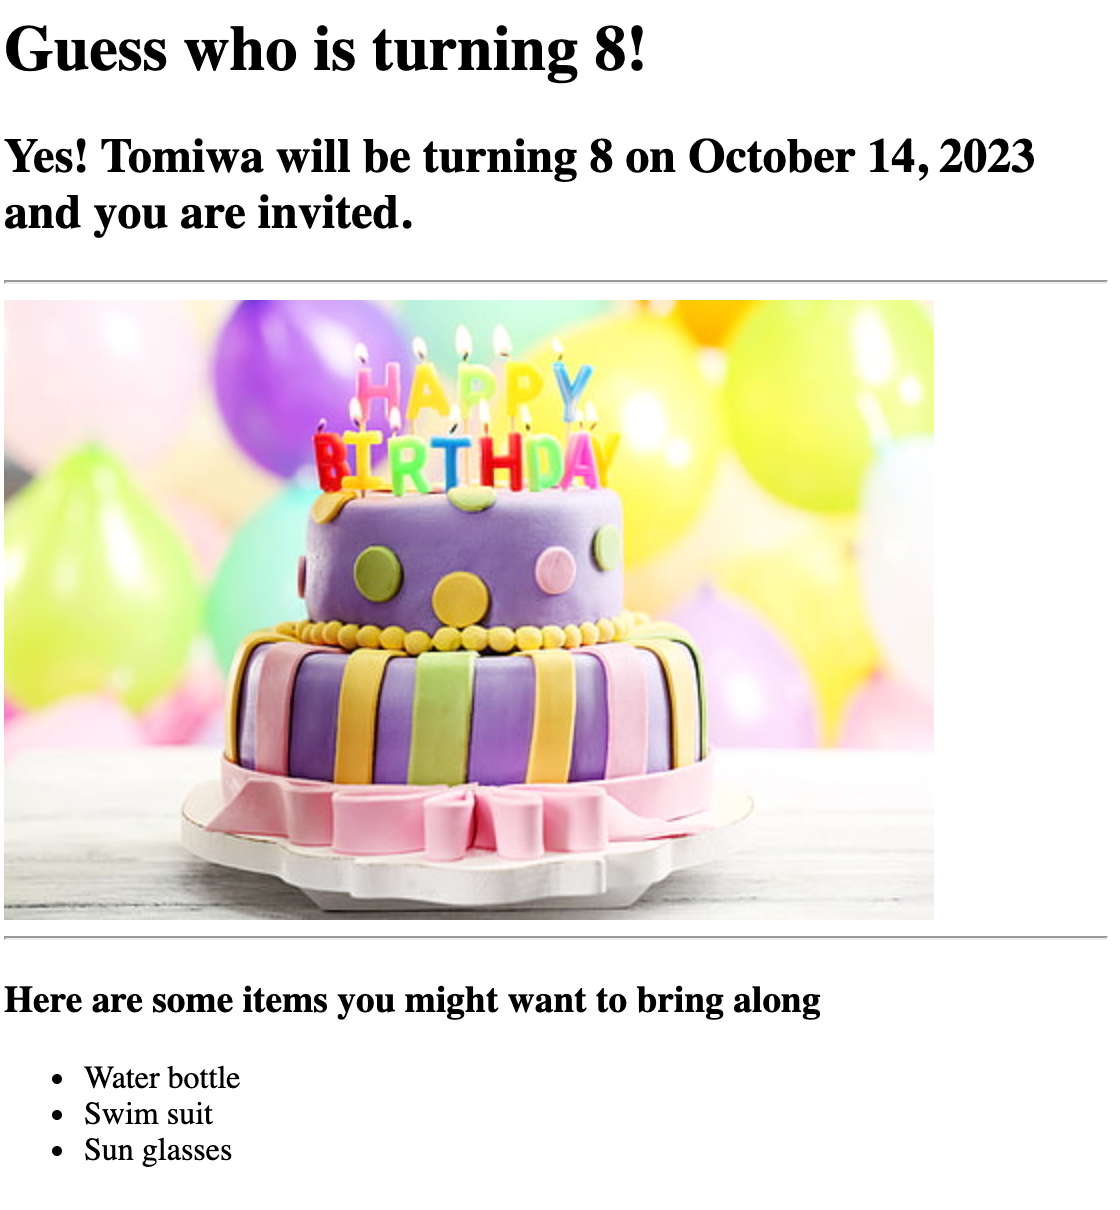 Guess who is turning 8!
Yes! Tomiwa will be turning 8 on October 14, 2023
and you are invited.
HAPPY
BIRTHDAY
Here are some items you might want to bring along
Water bottle
Swim suit
Sun glasses